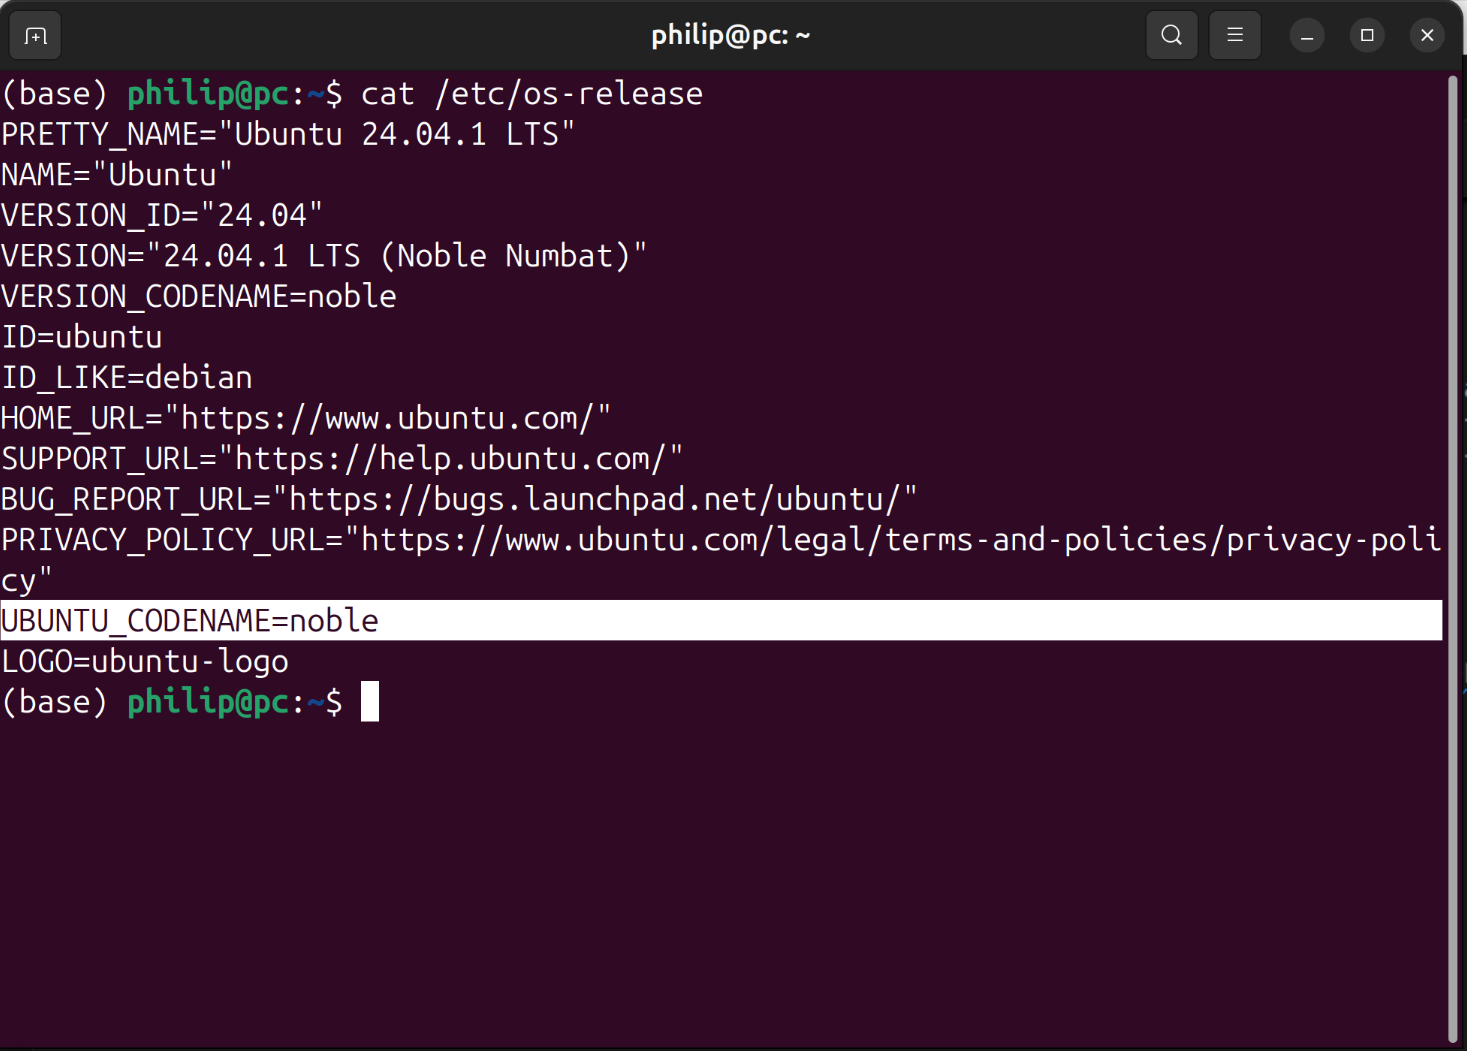 philip@pc: ~
(base) philip@pc:~$ cat /etc/os-release
PRETTY_NAME="Ubuntu 24.04.1 LTS"
NAME="Ubuntu"
VERSION_ID="24.04"
VERSION="24.04.1 LTS (Noble Numbat)"
VERSION_CODENAME=noble
ID=ubuntu
ID_LIKE=debian
HOME_URL="https://www.ubuntu.com/"
SUPPORT_URL="https://help.ubuntu.com/"
BUG_REPORT_URL="https://bugs.launchpad.net/ubuntu/"
PRIVACY_POLICY_URL="https://www.ubuntu.com/legal/terms-and-policies/privacy-poli
cy"
UBUNTU_CODENAME=noble
LOGO=ubuntu-logo
(base) philip@pc:~$